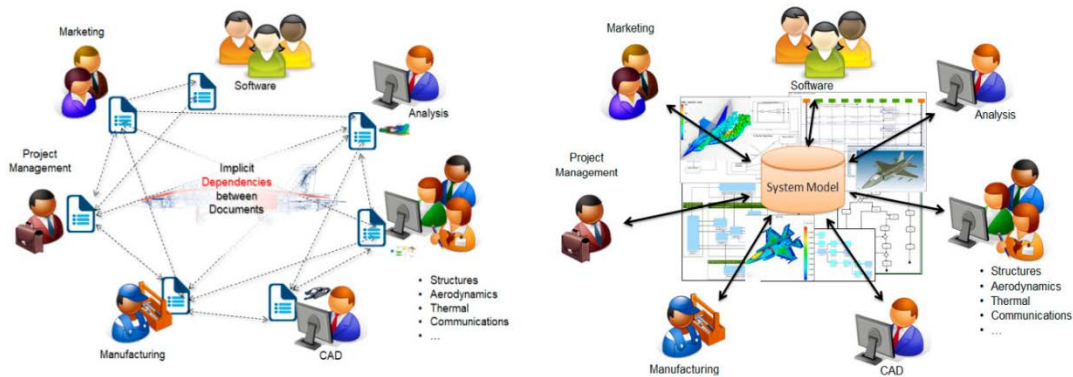 Marketing
Software
Analysis
Project
Management
Implicit
Dependencies
between
Documents
• Structures
• Aerodynamics
• Thermal
• Communications
• ...
Manufacturing
CAD
Marketing
Software
Analysis
Project
Management
System Model
• Structures
• Aerodynamics
• Thermal
• Communications
• ...
Manufacturing
CAD